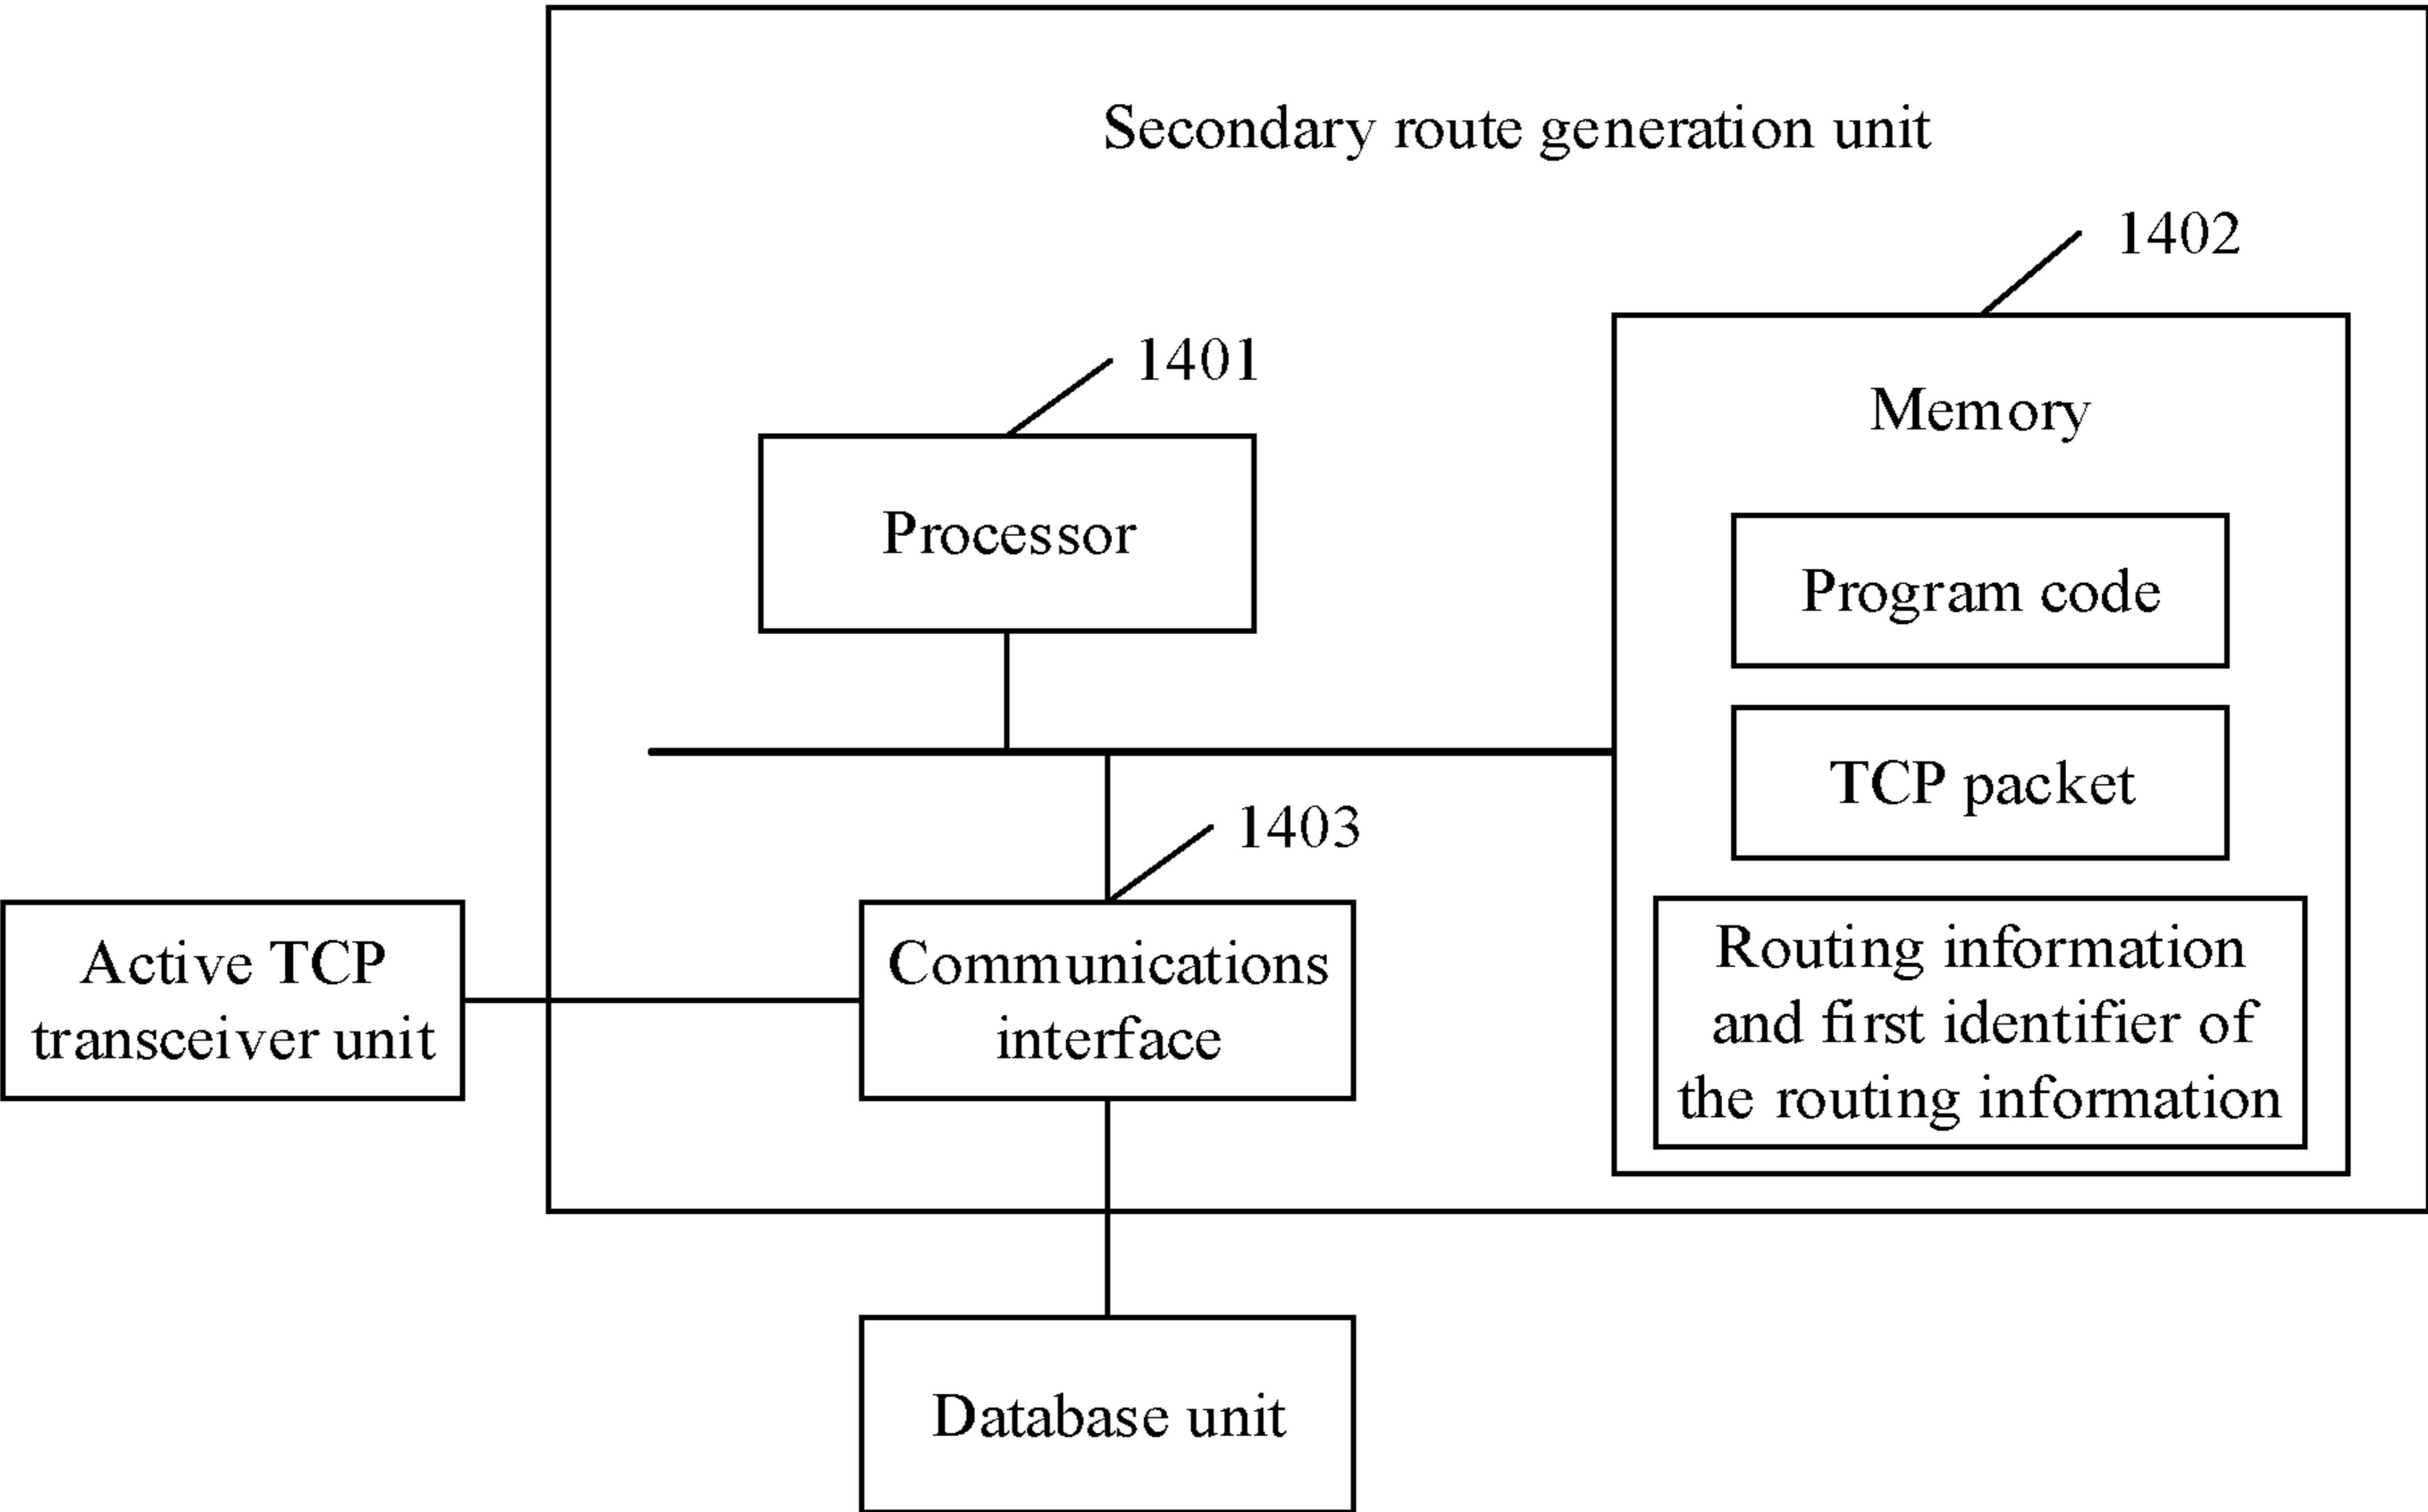 Secondary route generation unit
1402
1401
Memory
Processor
Program code
TCP packet
1403
Active TCP
transceiver unit
Communications
interface
Routing information
and first identifier of
the routing information
Database unit